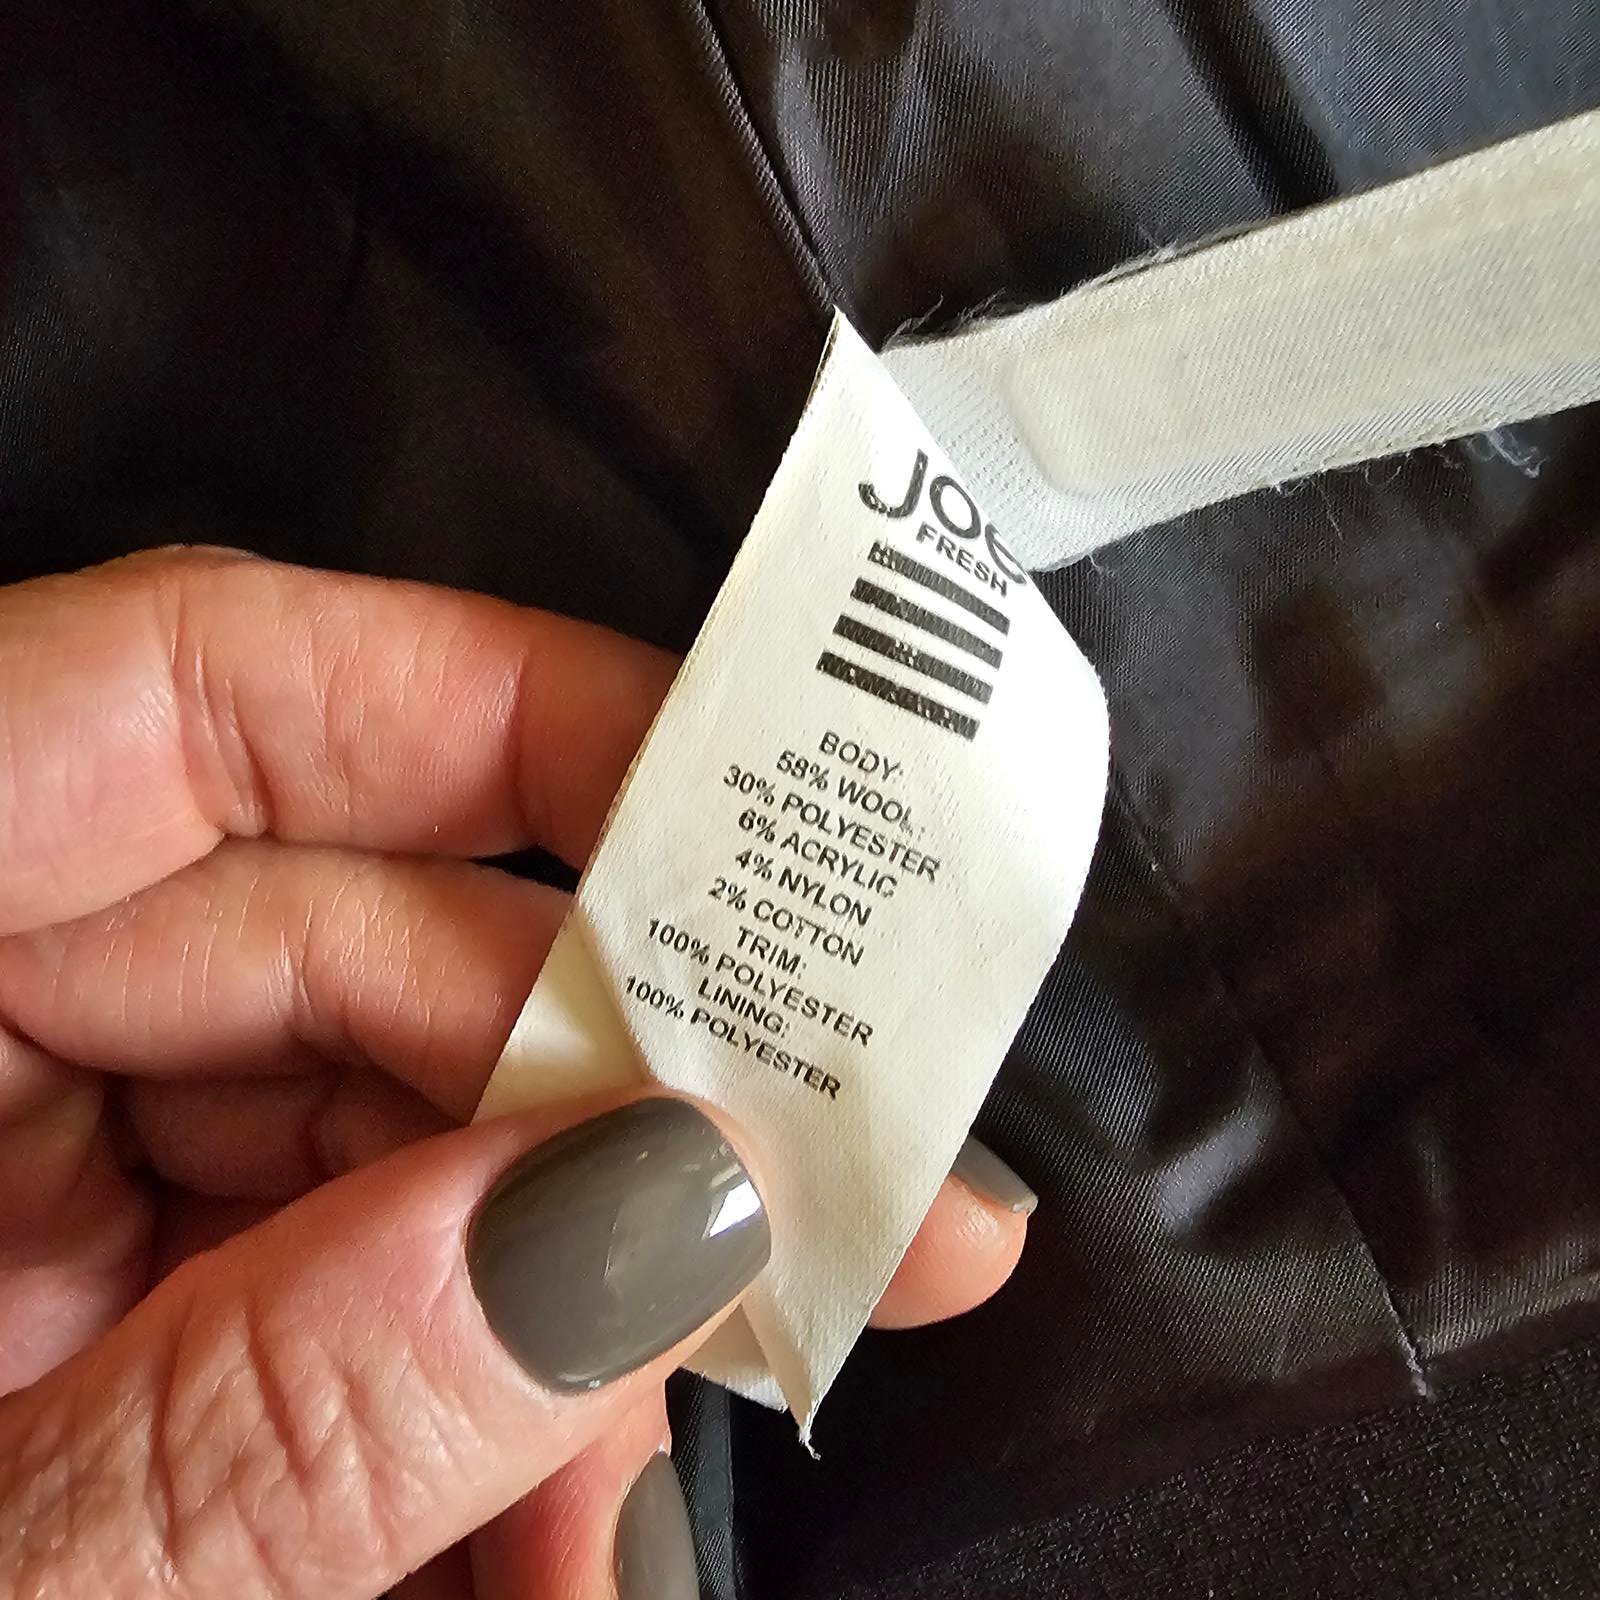 JOE
FRESH
BODY:
58% WOOL:
30% POLYESTER
6% ACRYLIC
4% NYLON
2% COTTON
TRIM:
100% POLYESTER
LINING:
100% POLYESTER